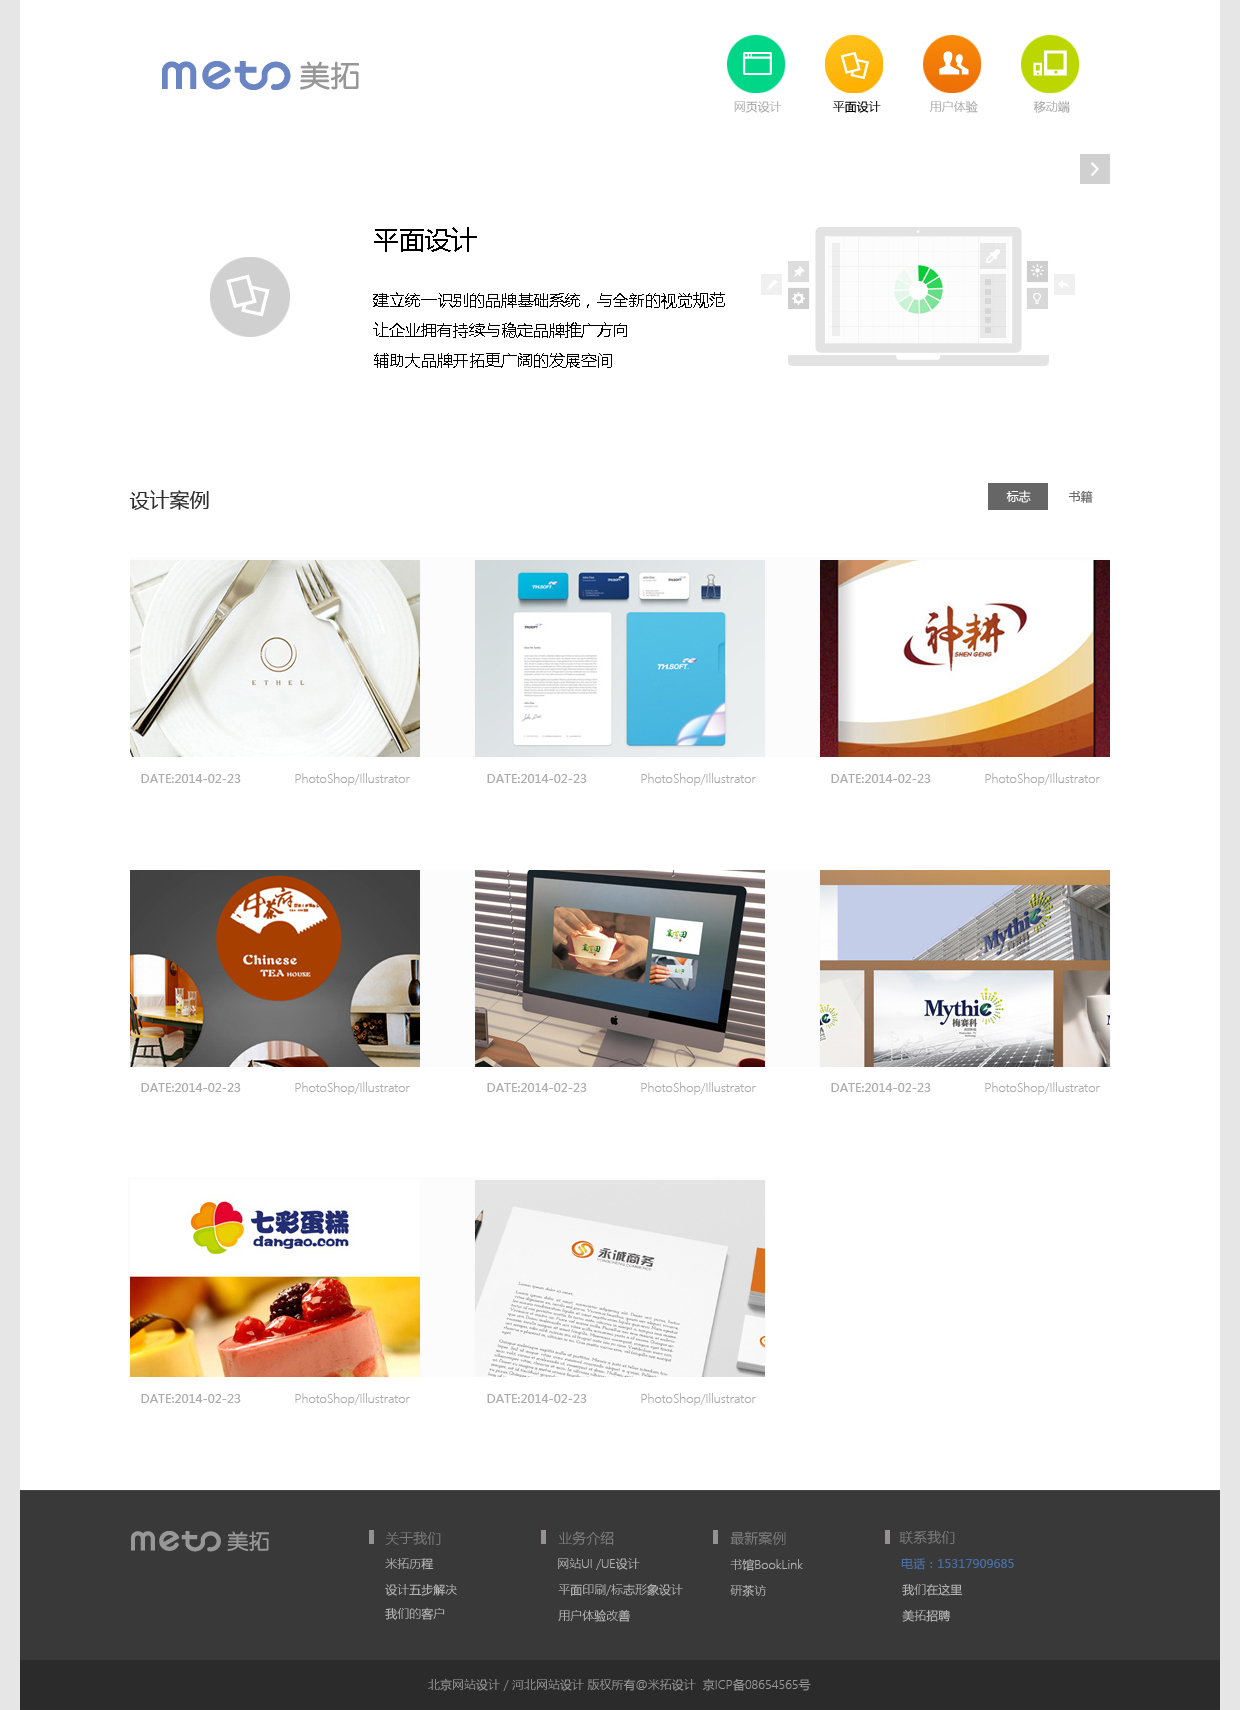 meto 美拓
网页设计 平面设计 用户体验 移动端
平面设计
建立统一识别的品牌基础系统，与全新的视觉规范
让企业拥有持续与稳定品牌推广方向
辅助大品牌开拓更广阔的发展空间
设计案例
标志 书籍
ETHEL
TH.SOFT
TH.SOFT
TH.SOFT.
神耕
SHEN GENG
DATE:2014-02-23 PhotoShop/Illustrator
DATE:2014-02-23 PhotoShop/Illustrator
DATE:2014-02-23 PhotoShop/Illustrator
Chinese
TEA HOUSE
Mythic
Mythic
梅赛科
DATE:2014-02-23 PhotoShop/Illustrator
DATE:2014-02-23 PhotoShop/Illustrator
DATE:2014-02-23 PhotoShop/Illustrator
七彩蛋糕
dangao.com
永诚商务
DATE:2014-02-23 PhotoShop/Illustrator
DATE:2014-02-23 PhotoShop/Illustrator
meto 美拓
关于我们
米拓历程
设计五步解决
我们的客户
业务介绍
网站UI /UE设计
平面印刷/标志形象设计
用户体验改善
最新案例
书馆BookLink
研茶访
联系我们
电话：15317909685
我们在这里
美拓招聘
北京网站设计 / 河北网站设计 版权所有@米拓设计 京ICP备08654565号